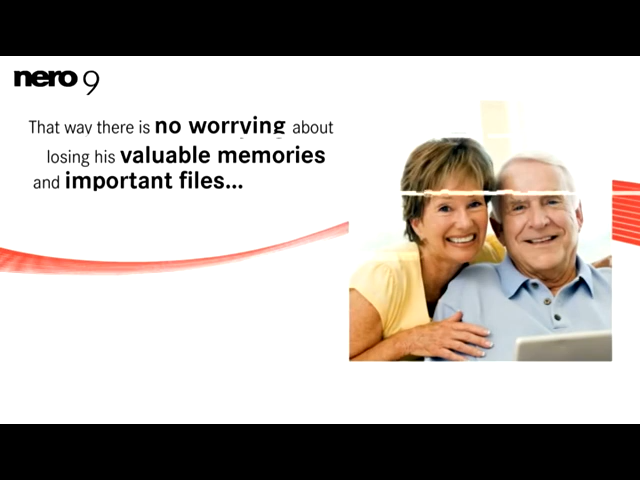 nero 9
That way there is no worrying about
losing his valuable memories
and important files...